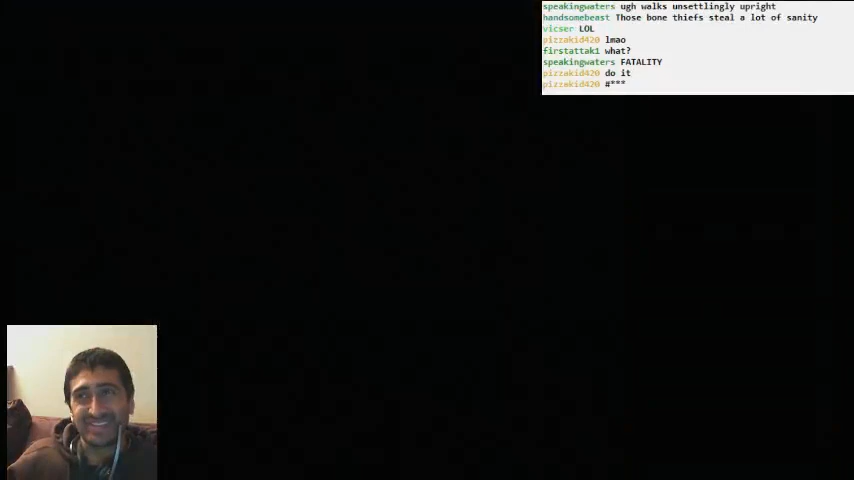 speakingwaters ugh walks unsettlingly upright
handsomebeast Those bone thiefs steal a lot of sanity
vicser LOL
pizzakid420 lmao
firstattak1 what?
speakingwaters FATALITY
pizzakid420 do it
pizzakid420 #***